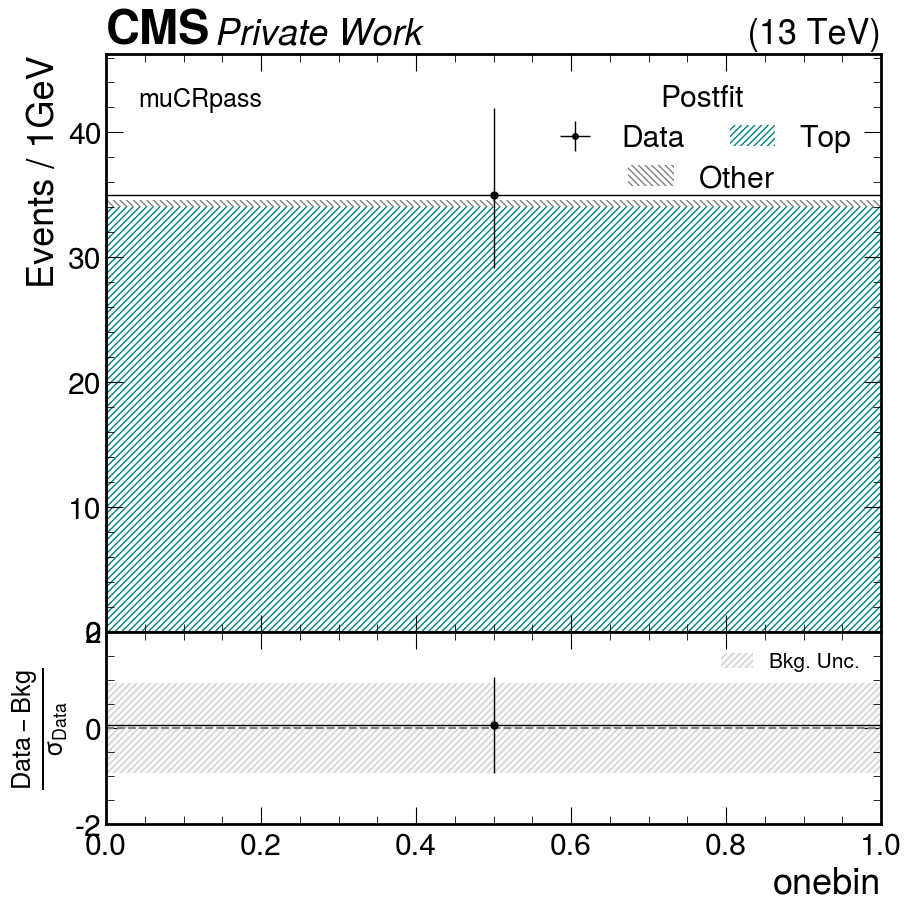 CMS Private Work (13 TeV)
Events / 1GeV
muCRpass
Postfit
Data Top
Other
40
30
20
10
0
2
0
-2
Bkg. Unc.
Data – Bkg
σData
0.0 0.2 0.4 0.6 0.8 1.0
onebin